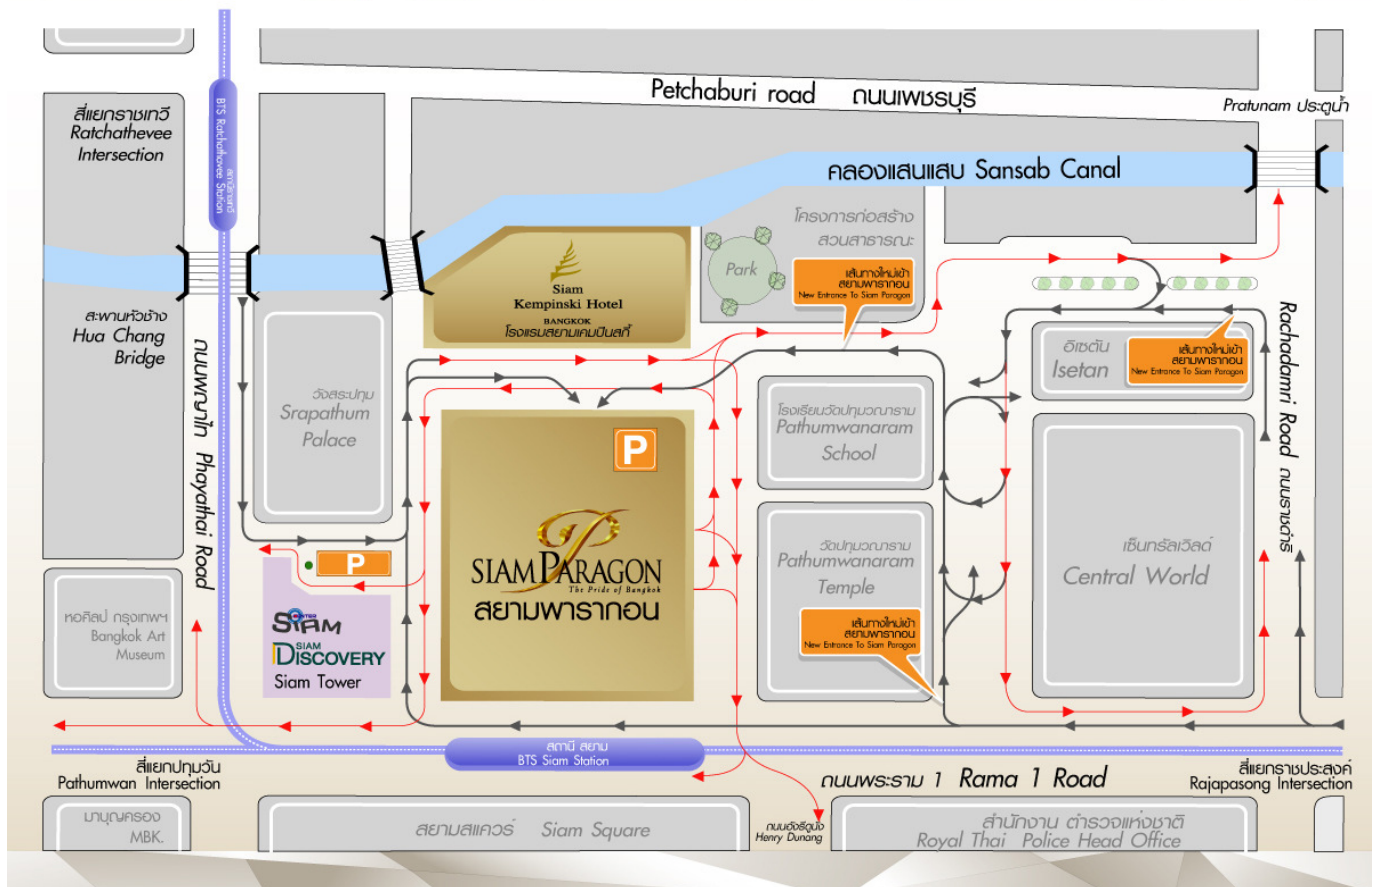 Petchaburi road ถนนเพชรบุรี
Pratunam ประตูน้ำ
สี่แยกราชเทวี
Ratchathevee
Intersection
BTS Ratchathavee Station
สถานีราชเทวี
คลองแสนแสบ Sansab Canal
โครงการก่อสร้าง
สวนสาธารณะ
Park
เส้นทางใหม่เข้า
สยามพารากอน
New Entrance To Siam Paragon
Siam
Kempinski Hotel
BANGKOK
โรงแรมสยามเคมปินสกี้
สะพานหัวช้าง
Hua Chang
Bridge
ถนนพญาไท Phayathai Road
วังสระปทุม
Srapathum
Palace
อิเซตัน
Isetan
เส้นทางใหม่เข้า
สยามพารากอน
New Entrance To Siam Paragon
Rachadamri Road ถนนราชดำริ
โรงเรียนวัดปทุมวณาราม
Pathumwanaram
School
P
SIAM PARAGON
The Pride of Bangkok
สยามพารากอน
วัดปทุมวณาราม
Pathumwanaram
Temple
เส้นทางใหม่เข้า
สยามพารากอน
New Entrance To Siam Paragon
เซ็นทรัลเวิลด์
Central World
P
SIAM CENTER
SIAM DISCOVERY
Siam Tower
หอศิลป์ กรุงเทพฯ
Bangkok Art
Museum
สถานี สยาม
BTS Siam Station
สี่แยกปทุมวัน
Pathumwan Intersection
ถนนพระราม 1 Rama 1 Road
สี่แยกราชประสงค์
Rajapasong Intersection
มาบุญครอง
MBK.
สยามสแควร์ Siam Square
ถนนอังรีดูนัง
Henry Dunang
สำนักงาน ตำรวจแห่งชาติ
Royal Thai Police Head Office